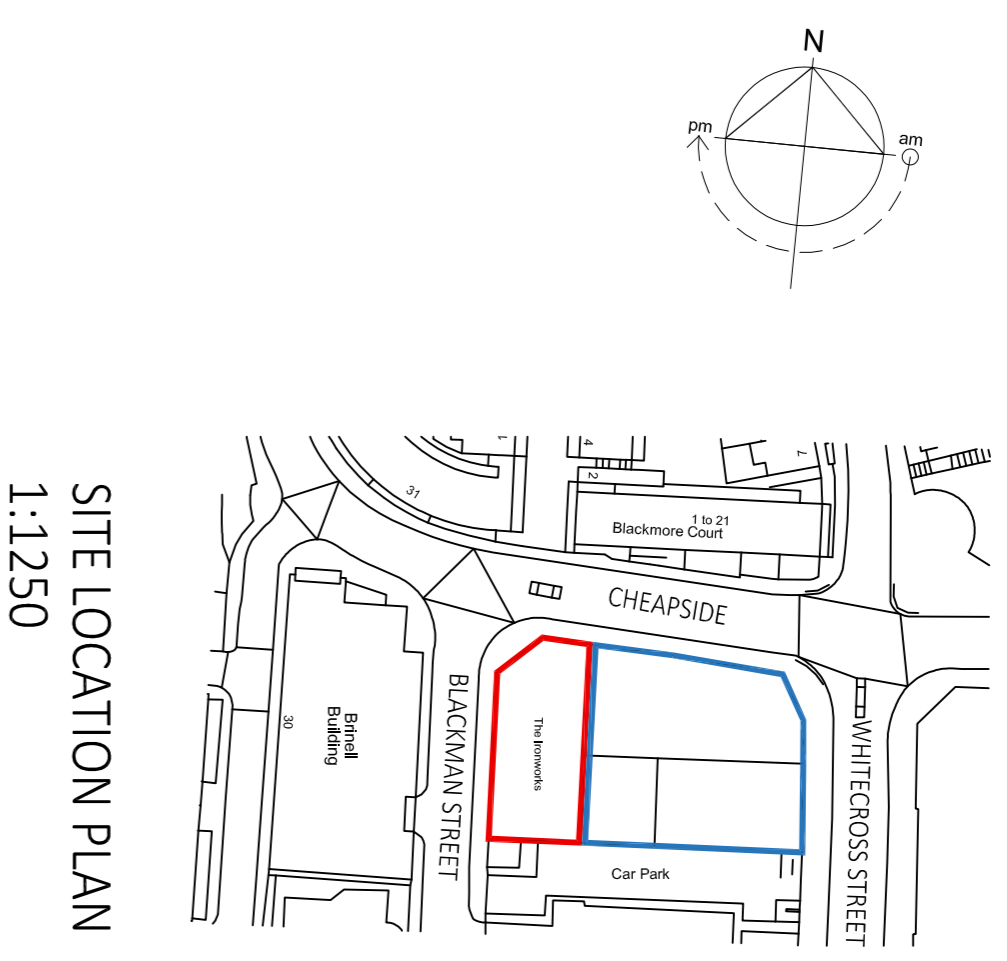 N
pm
am
31
4
2
7
1 to 21
Blackmore Court
CHEAPSIDE
BLACKMAN STREET
The Ironworks
WHITECROSS STREET
Brinell
Building
30
Car Park
SITE LOCATION PLAN
1:1250